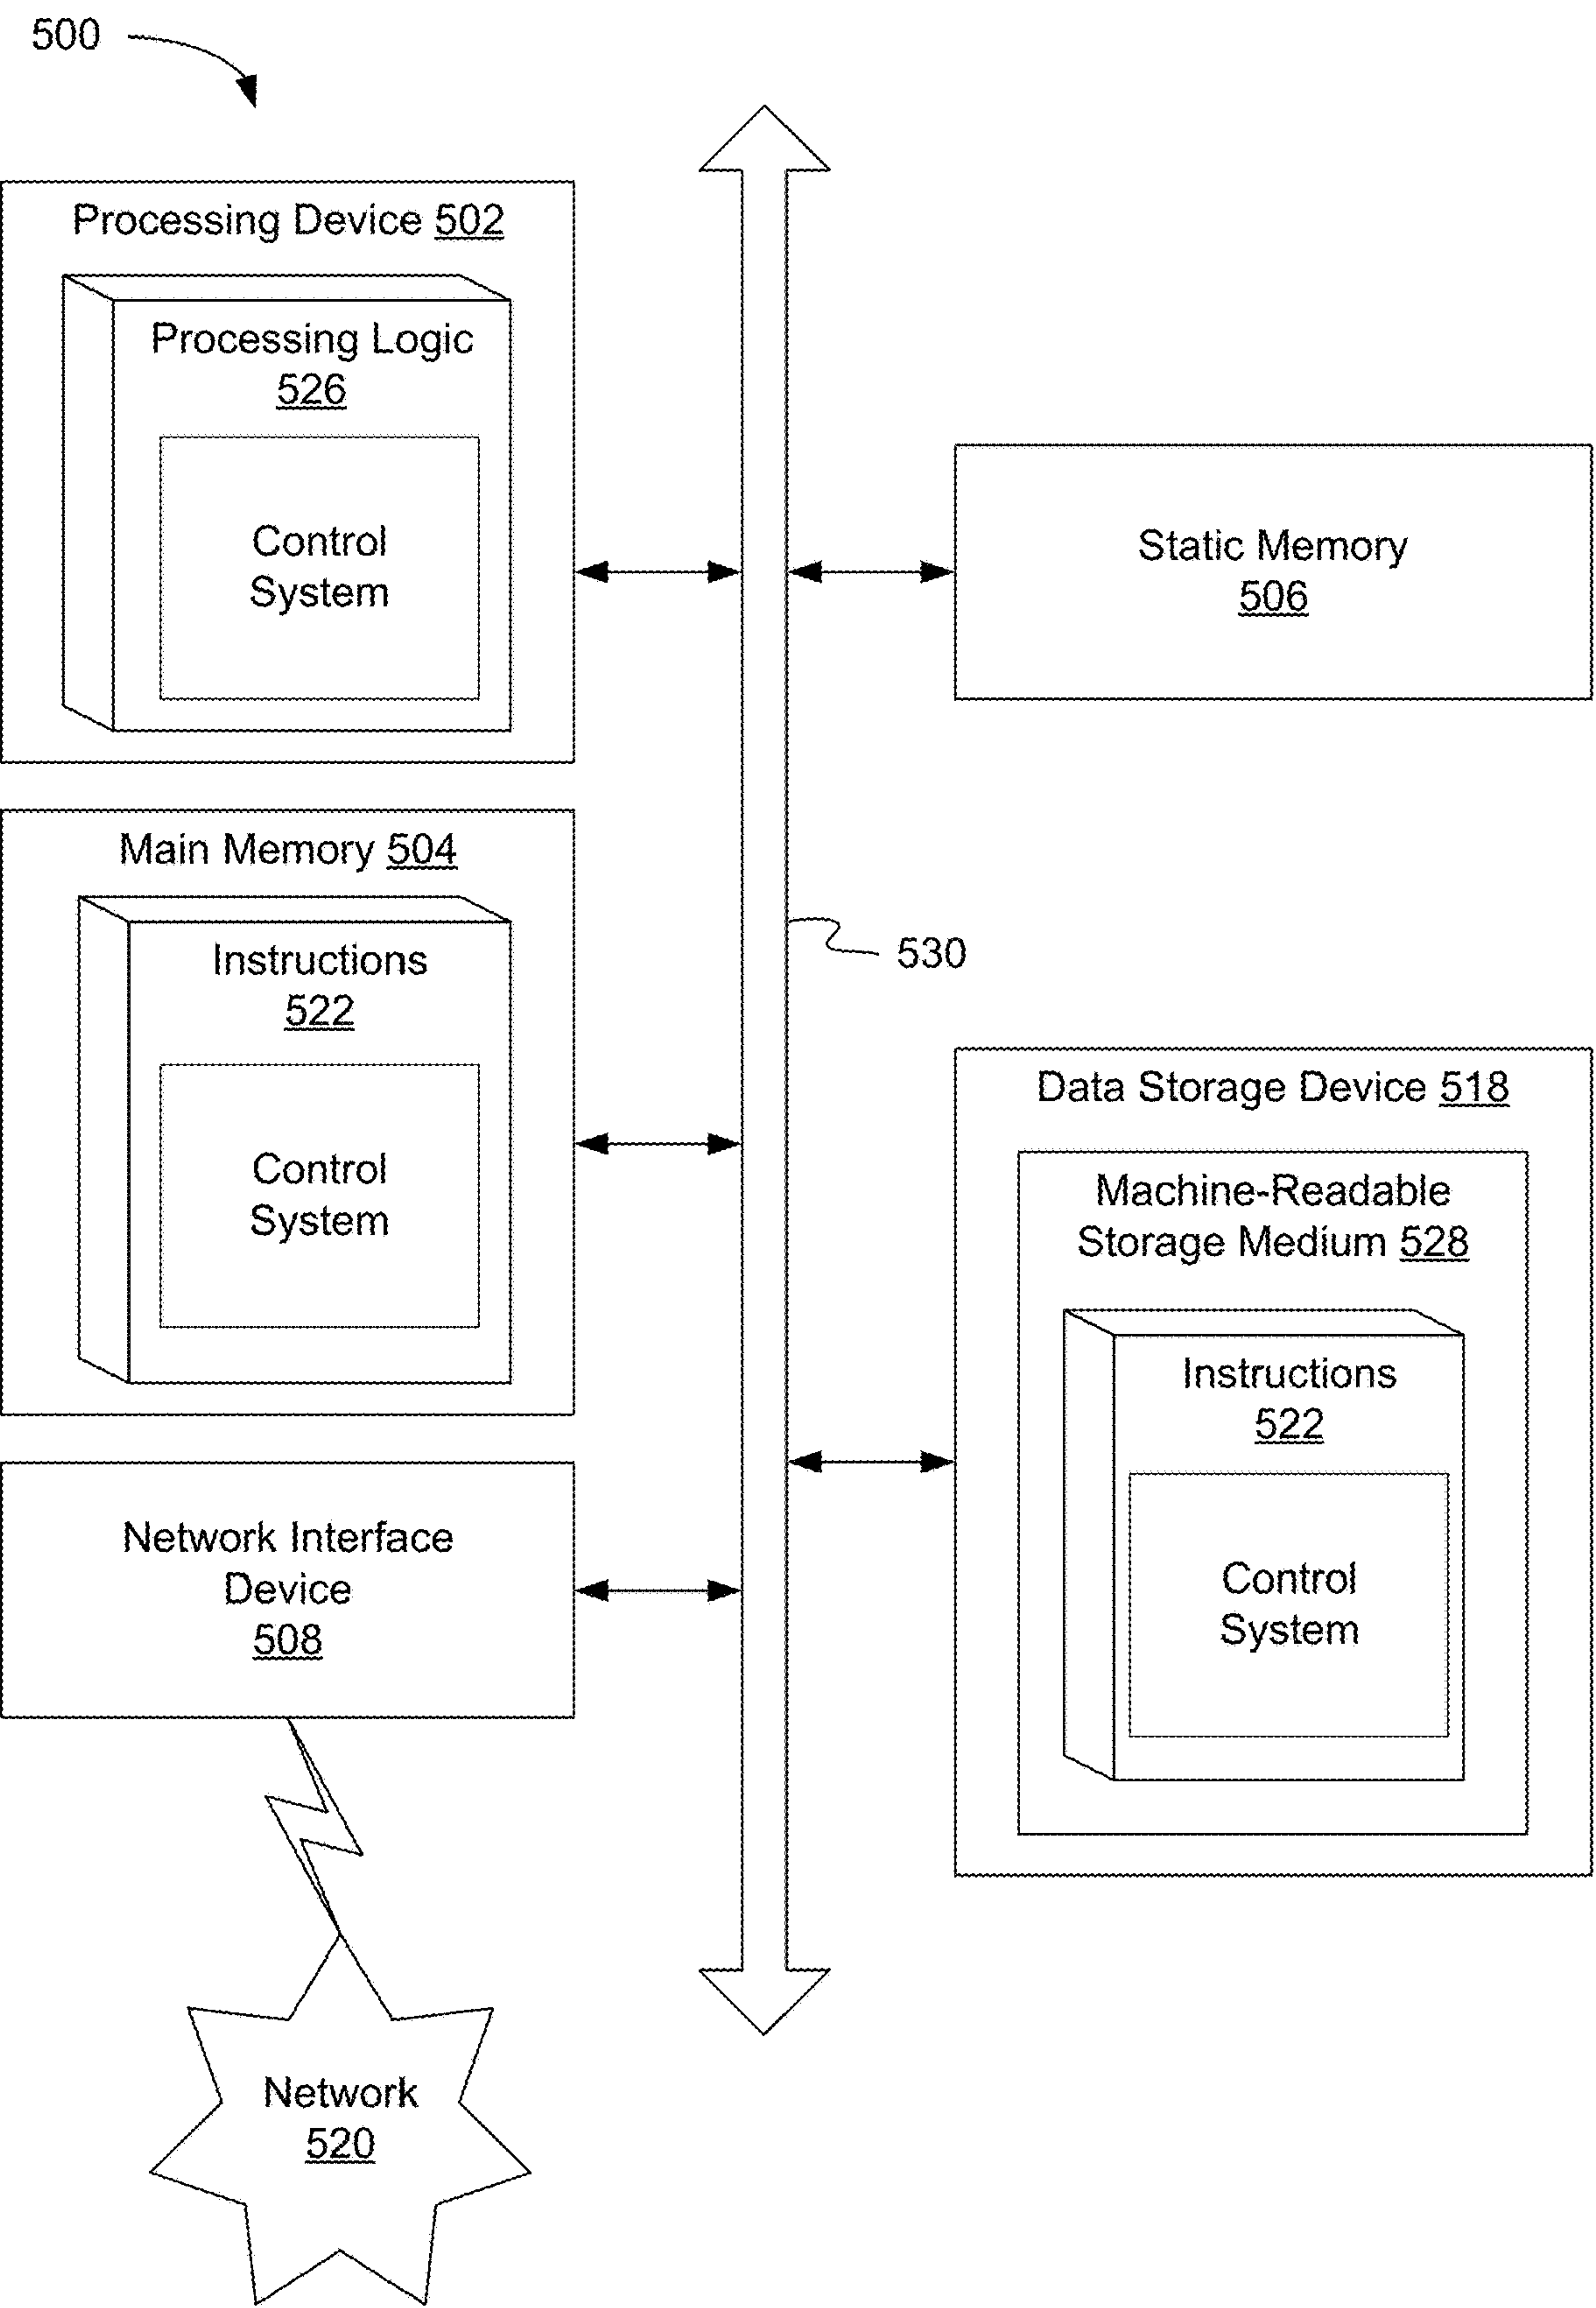 500
Processing Device 502
Processing Logic
526
Control
System
Static Memory
506
Main Memory 504
Instructions
522
Control
System
530
Data Storage Device 518
Machine-Readable
Storage Medium 528
Instructions
522
Control
System
Network Interface
Device
508
Network
520